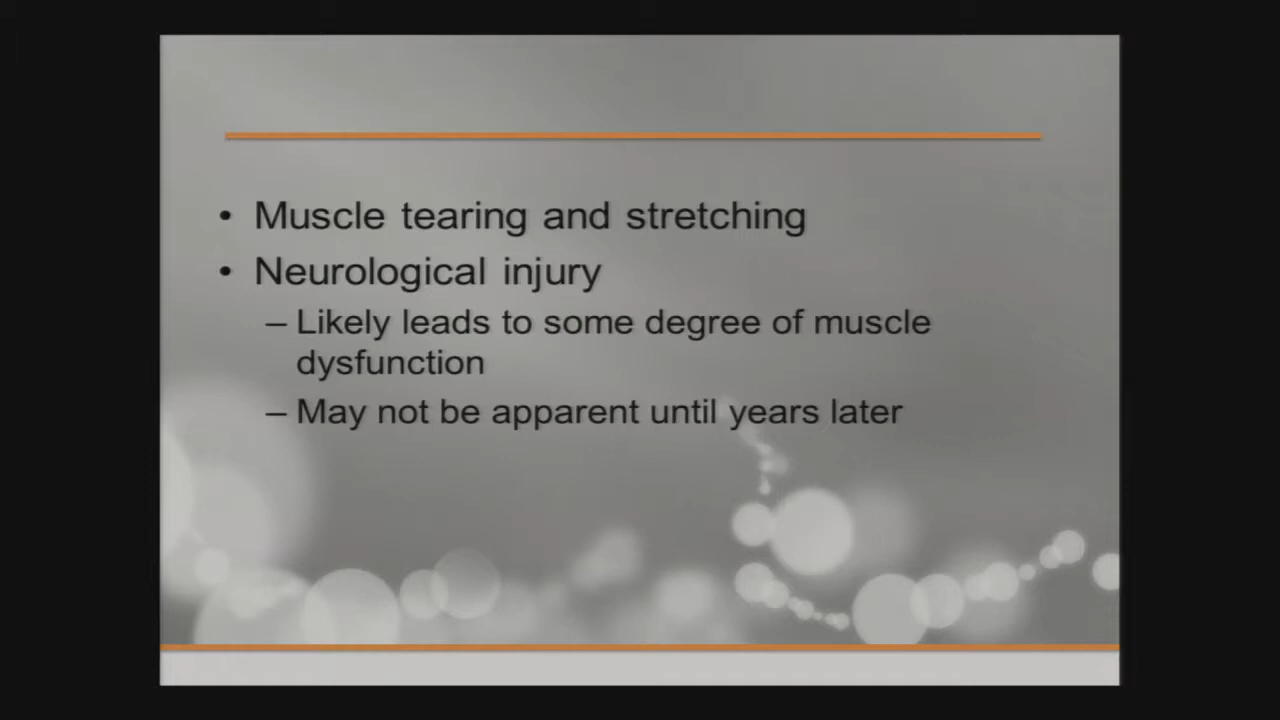 • Muscle tearing and stretching
• Neurological injury
– Likely leads to some degree of muscle
dysfunction
– May not be apparent until years later